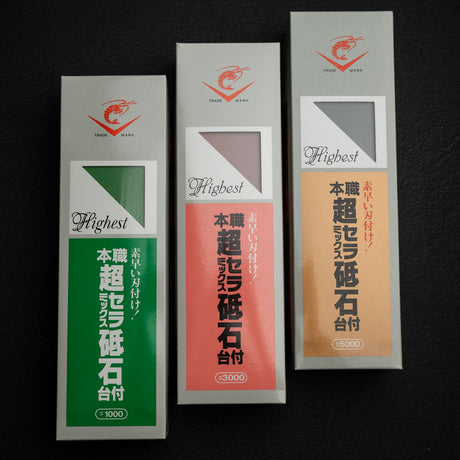 TRADE MARK
Highest
素早い刃付け!
本職
超セラミックス砥石
台付
#1000
TRADE MARK
Highest
素早い刃付け!
本職
超セラミックス砥石
台付
#3000
TRADE MARK
Highest
素早い刃付け!
本職
超セラミックス砥石
台付
#5000